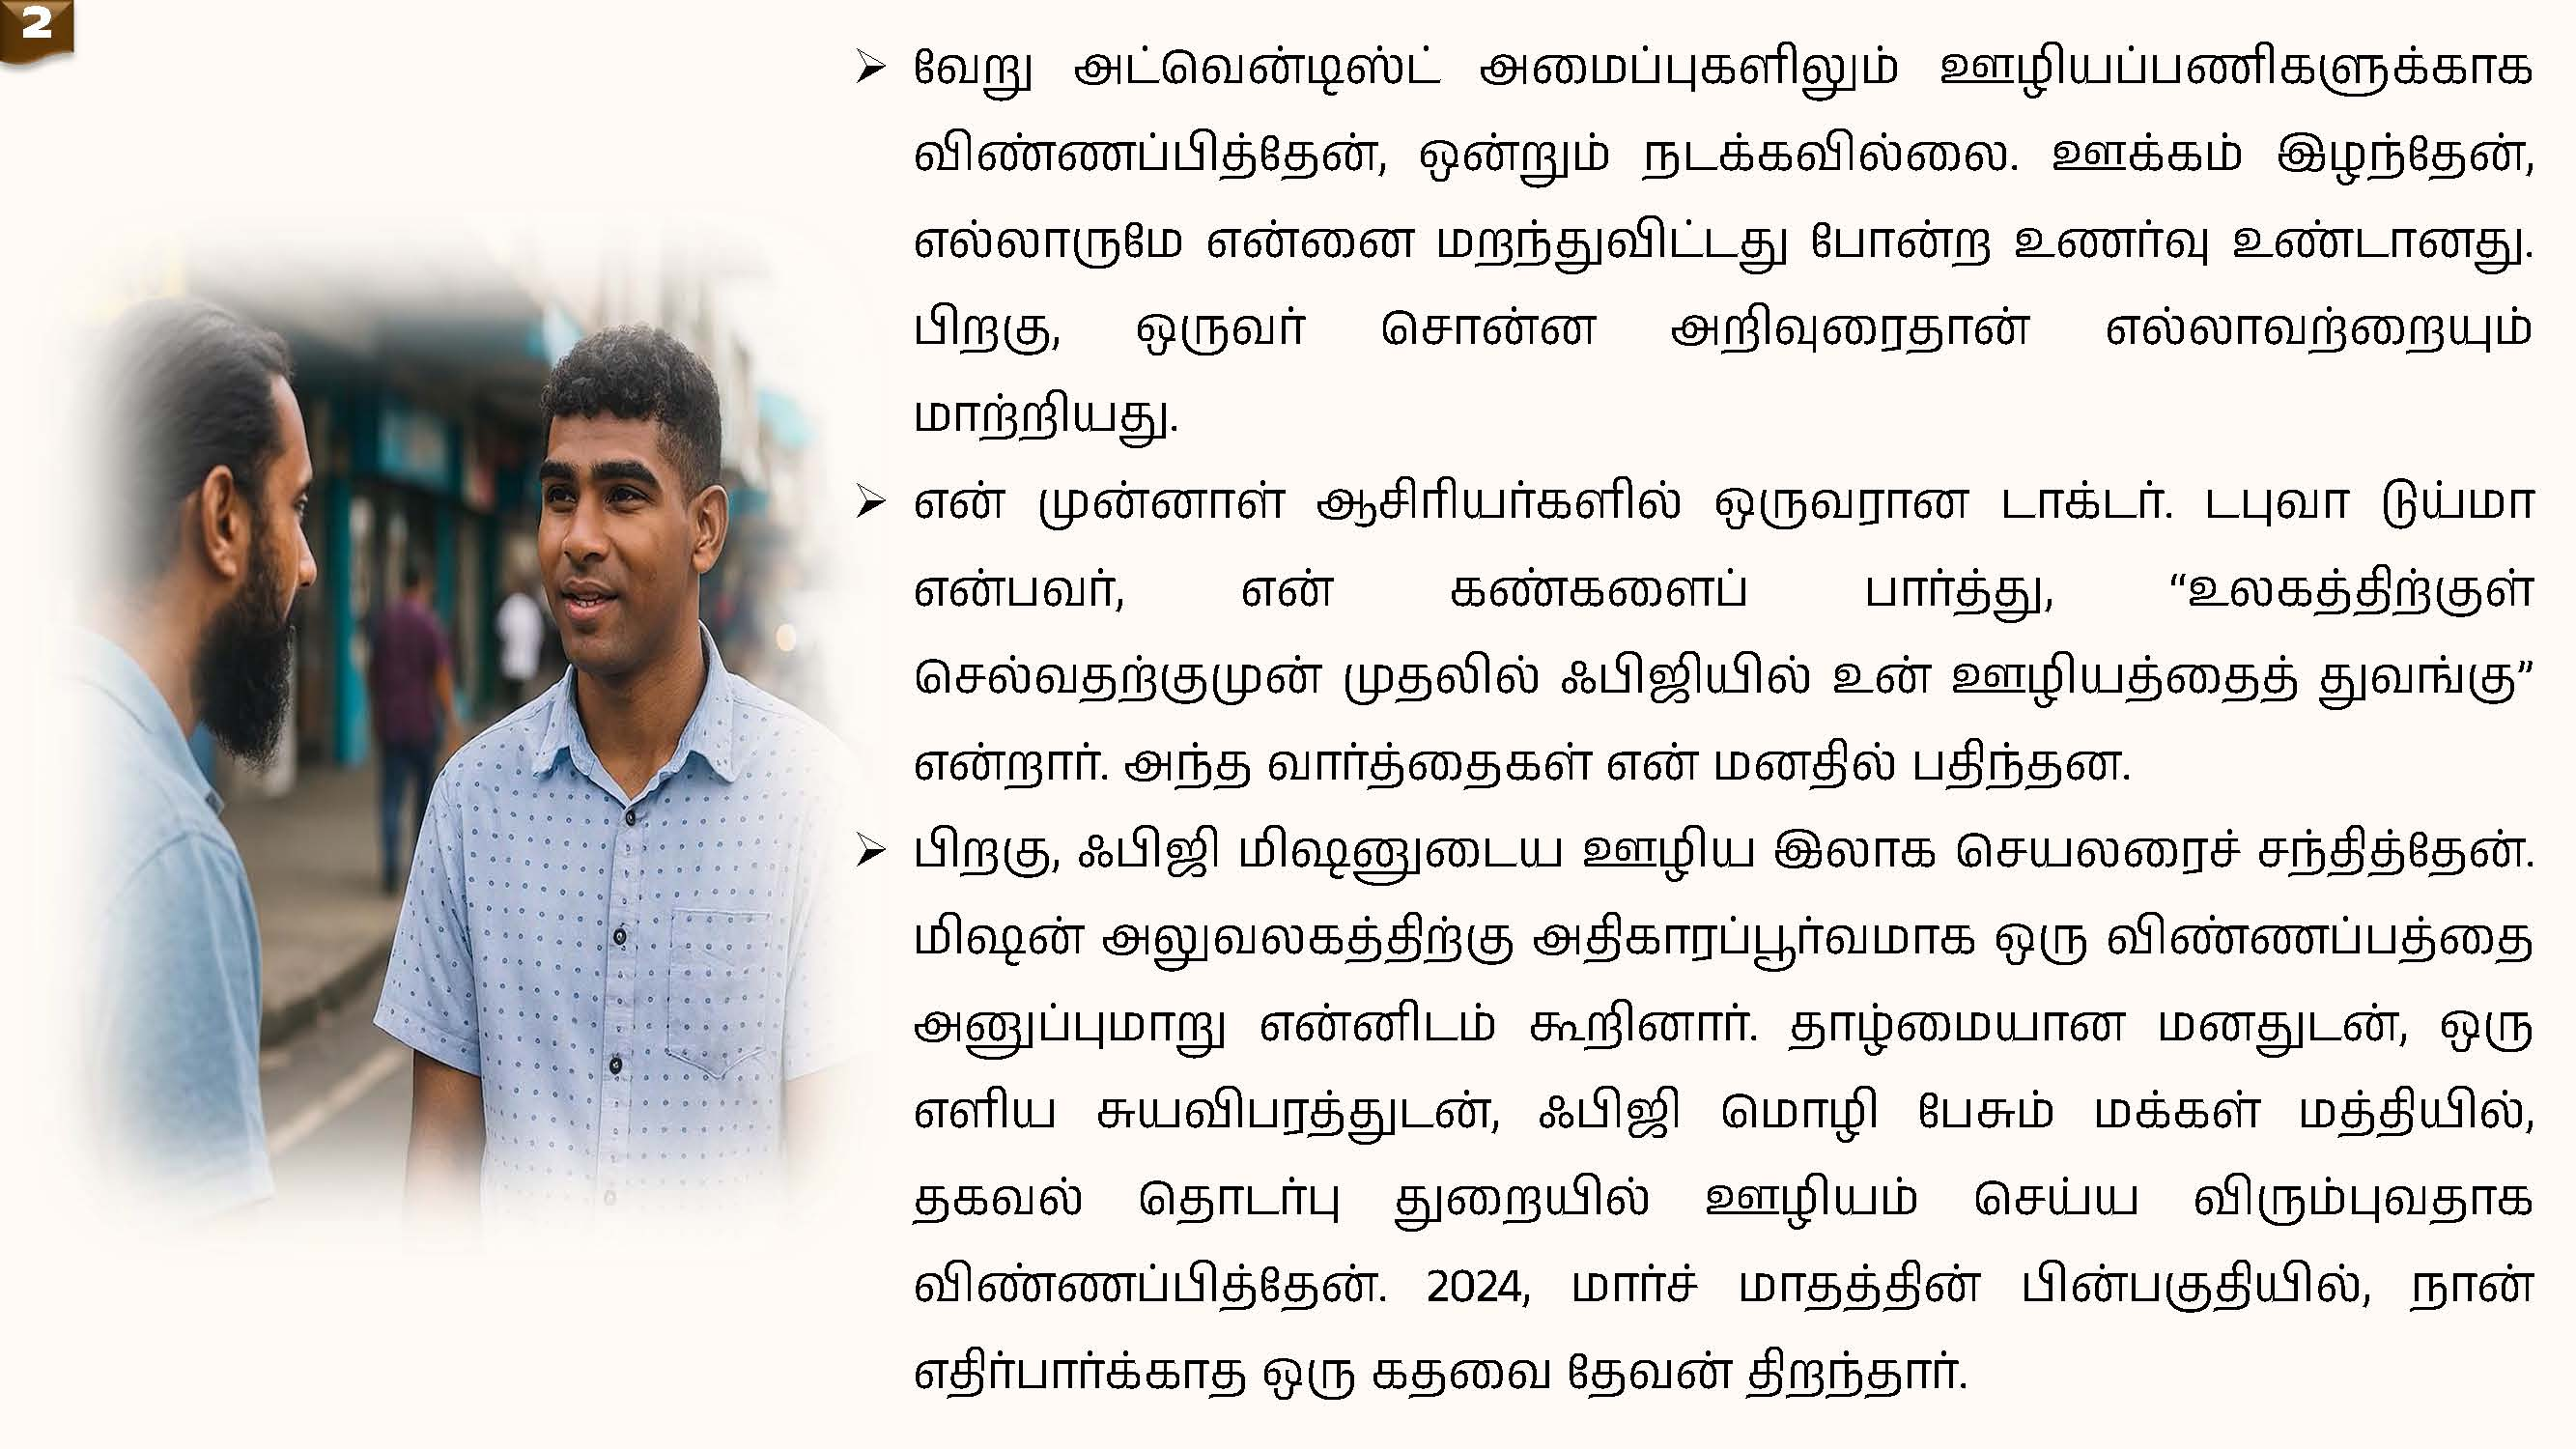 2
➢ வேறு அட்வென்டிஸ்ட் அமைப்புகளிலும் ஊழியப்பணிகளுக்காக
விண்ணப்பித்தேன், ஒன்றும் நடக்கவில்லை. ஊக்கம் இழந்தேன்,
எல்லாருமே என்னை மறந்துவிட்டது போன்ற உணர்வு உண்டானது.
பிறகு, ஒருவர் சொன்ன அறிவுரைதான் எல்லாவற்றையும்
மாற்றியது.
➢ என் முன்னாள் ஆசிரியர்களில் ஒருவரான டாக்டர். டபுவா டுய்மா
என்பவர், என் கண்களைப் பார்த்து, “உலகத்திற்குள்
செல்வதற்குமுன் முதலில் ஃபிஜியில் உன் ஊழியத்தைத் துவங்கு”
என்றார். அந்த வார்த்தைகள் என் மனதில் பதிந்தன.
➢ பிறகு, ஃபிஜி மிஷனுடைய ஊழிய இலாக செயலரைச் சந்தித்தேன்.
மிஷன் அலுவலகத்திற்கு அதிகாரப்பூர்வமாக ஒரு விண்ணப்பத்தை
அனுப்புமாறு என்னிடம் கூறினார். தாழ்மையான மனதுடன், ஒரு
எளிய சுயவிபரத்துடன், ஃபிஜி மொழி பேசும் மக்கள் மத்தியில்,
தகவல் தொடர்பு துறையில் ஊழியம் செய்ய விரும்புவதாக
விண்ணப்பித்தேன். 2024, மார்ச் மாதத்தின் பின்பகுதியில், நான்
எதிர்பார்க்காத ஒரு கதவை தேவன் திறந்தார்.